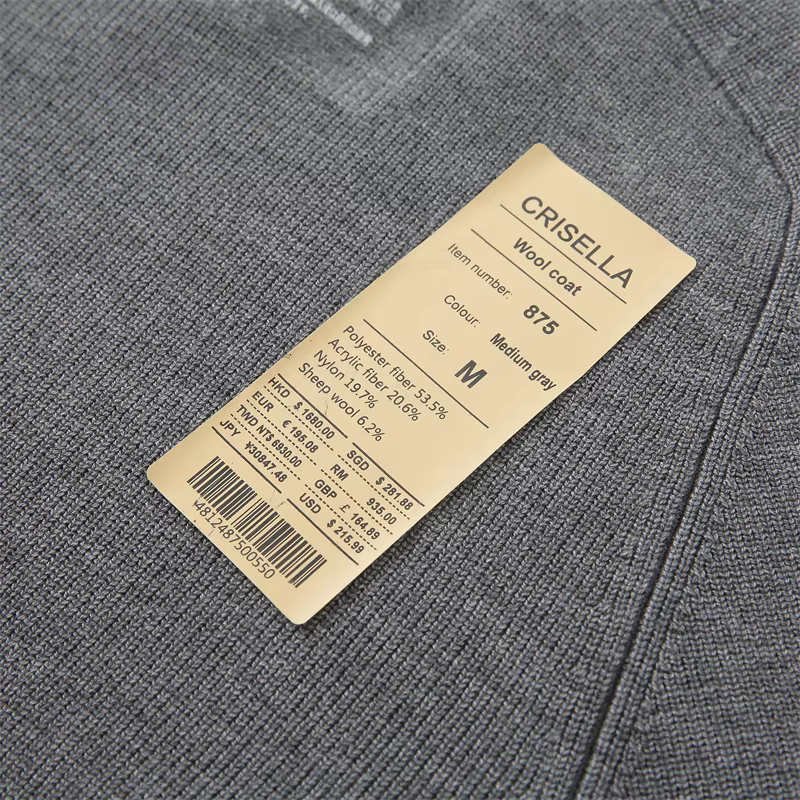 CRISELLA
Wool coat
Item number: 875
Colour: Medium gray
Size: M
Polyester fiber 53.5%
Acrylic fiber 20.6%
Nylon 19.7%
Sheep wool 6.2%
HKD $ 1680.00 SGD $ 281.88
EUR € 195.08 RM 935.00
TWD NT$ 6930.00 GBP £ 164.89
JPY ¥30847.48 USD $ 215.99
4812487500550